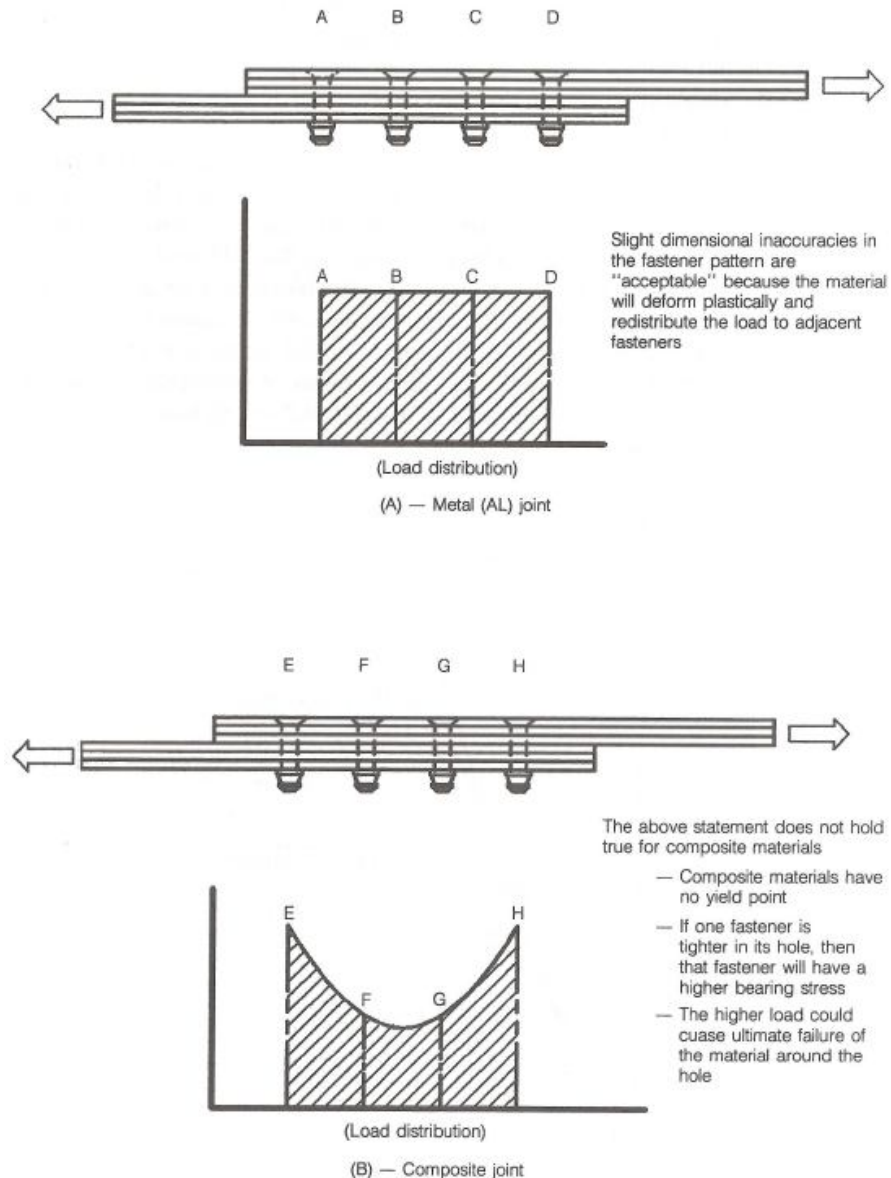 A B C D
A B C D
Slight dimensional inaccuracies in
the fastener pattern are
"acceptable" because the material
will deform plastically and
redistribute the load to adjacent
fasteners
(Load distribution)
(A) — Metal (AL) joint
E F G H
The above statement does not hold
true for composite materials
— Composite materials have
no yield point
— If one fastener is
tighter in its hole, then
that fastener will have a
higher bearing stress
— The higher load could
cuase ultimate failure of
the material around the
hole
E H
F G
(Load distribution)
(B) — Composite joint